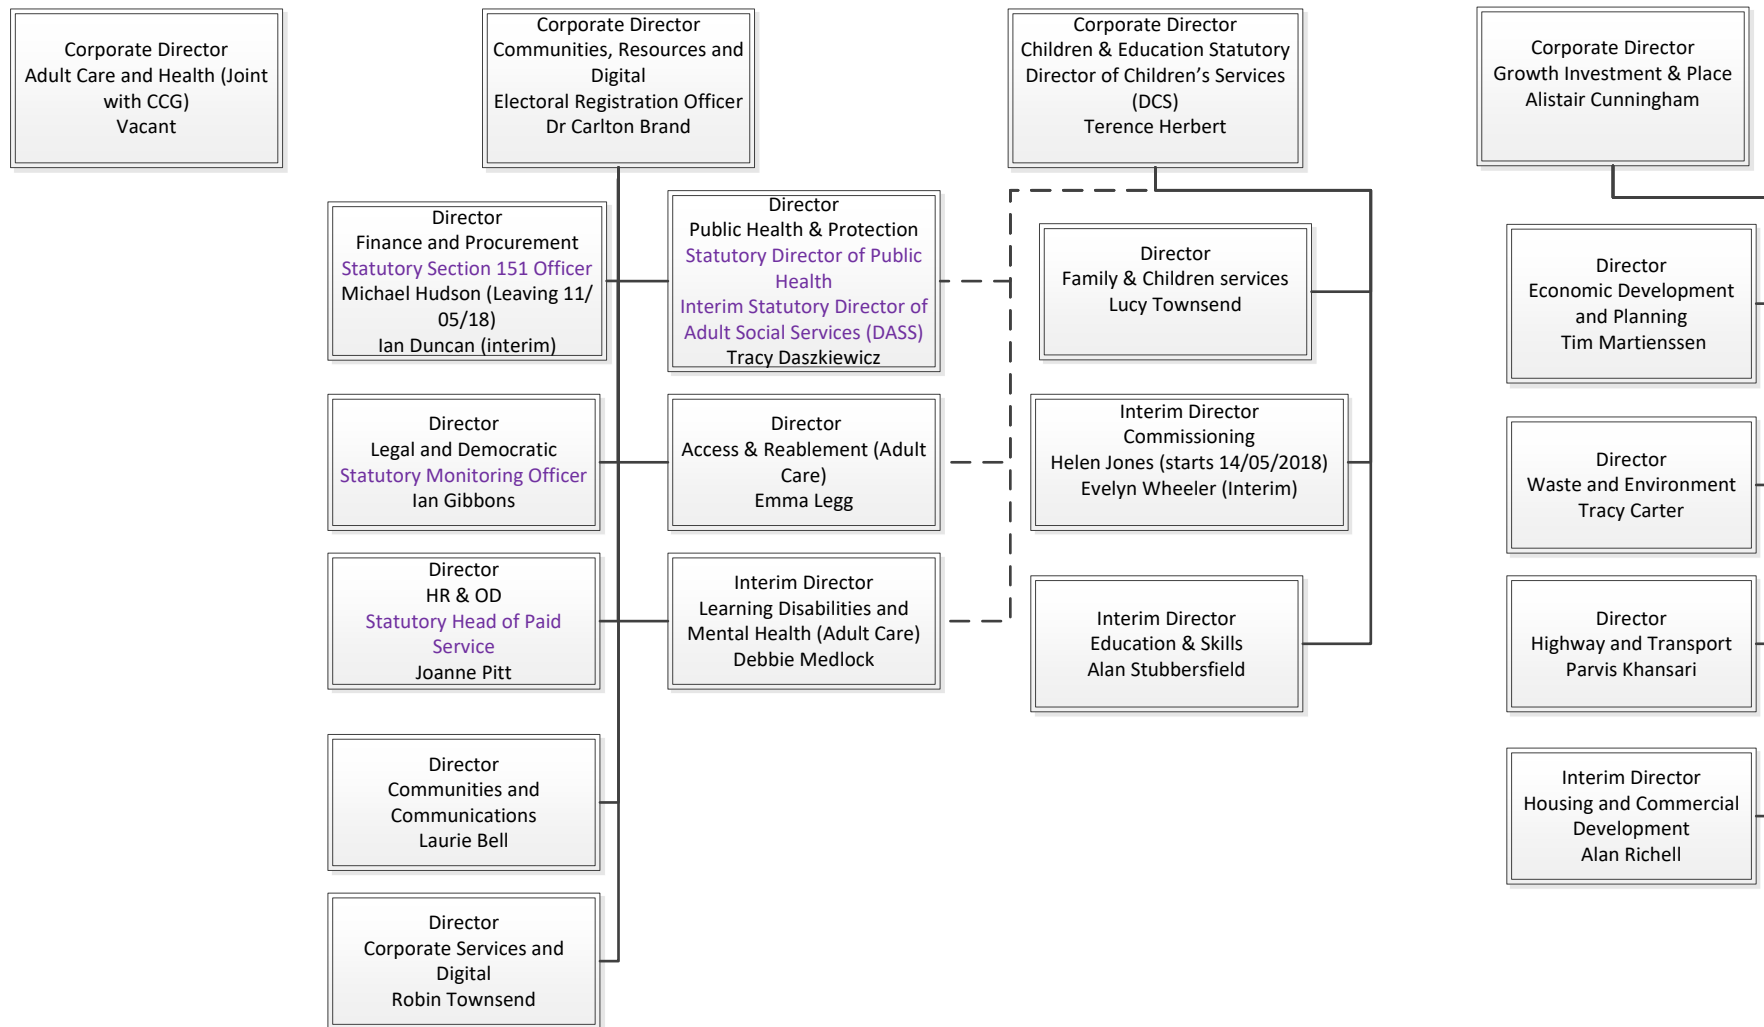 Corporate Director
Adult Care and Health (Joint
with CCG)
Vacant
Corporate Director
Communities, Resources and
Digital
Electoral Registration Officer
Dr Carlton Brand
Corporate Director
Children & Education Statutory
Director of Children’s Services
(DCS)
Terence Herbert
Corporate Director
Growth Investment & Place
Alistair Cunningham
Director
Finance and Procurement
Statutory Section 151 Officer
Michael Hudson (Leaving 11/
05/18)
Ian Duncan (interim)
Director
Legal and Democratic
Statutory Monitoring Officer
Ian Gibbons
Director
HR & OD
Statutory Head of Paid
Service
Joanne Pitt
Director
Communities and
Communications
Laurie Bell
Director
Corporate Services and
Digital
Robin Townsend
Director
Public Health & Protection
Statutory Director of Public
Health
Interim Statutory Director of
Adult Social Services (DASS)
Tracy Daszkiewicz
Director
Access & Reablement (Adult
Care)
Emma Legg
Interim Director
Learning Disabilities and
Mental Health (Adult Care)
Debbie Medlock
Director
Family & Children services
Lucy Townsend
Interim Director
Commissioning
Helen Jones (starts 14/05/2018)
Evelyn Wheeler (Interim)
Interim Director
Education & Skills
Alan Stubbersfield
Director
Economic Development
and Planning
Tim Martienssen
Director
Waste and Environment
Tracy Carter
Director
Highway and Transport
Parvis Khansari
Interim Director
Housing and Commercial
Development
Alan Richell